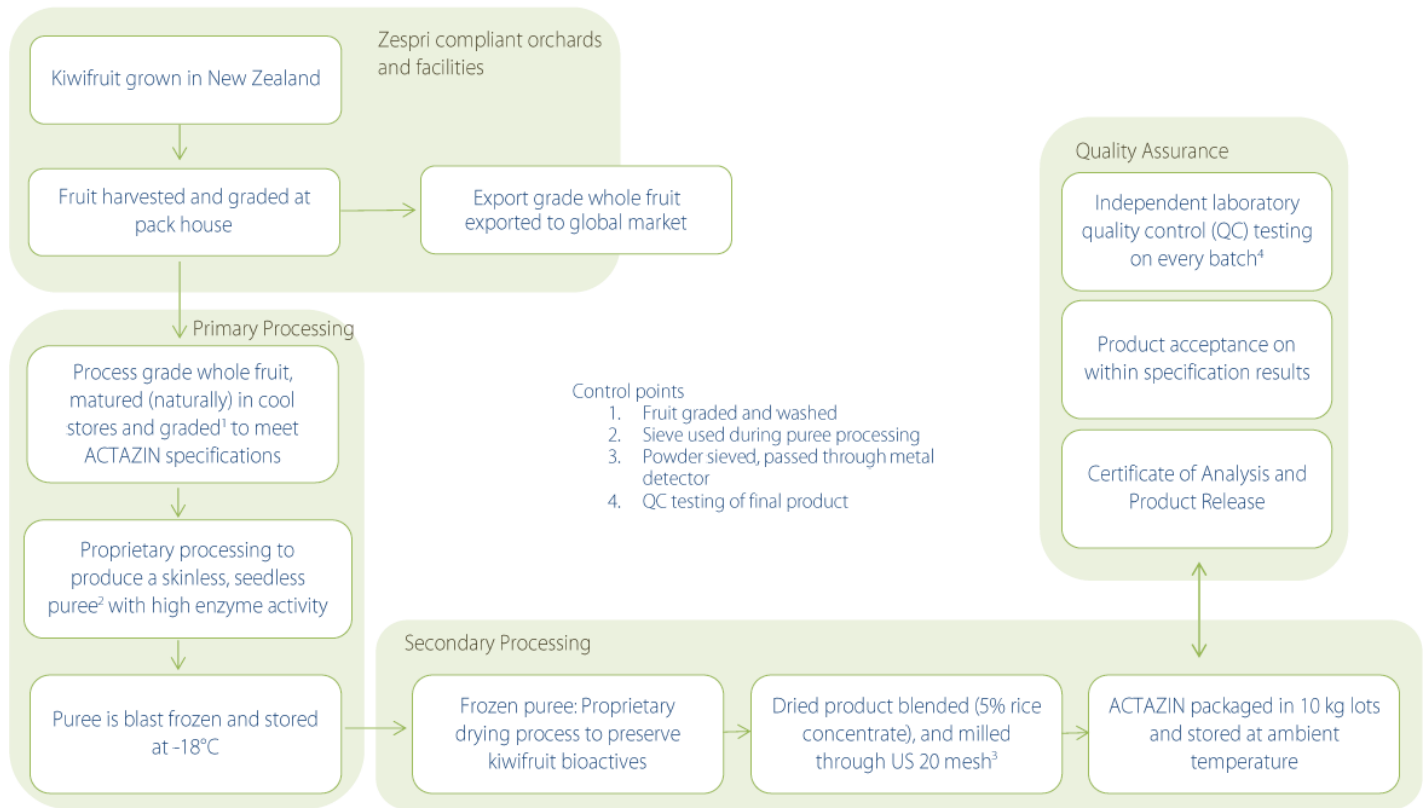 Zespri compliant orchards
and facilities
Kiwifruit grown in New Zealand
Fruit harvested and graded at
pack house
Export grade whole fruit
exported to global market
Primary Processing
Process grade whole fruit,
matured (naturally) in cool
stores and graded¹ to meet
ACTAZIN specifications
Proprietary processing to
produce a skinless, seedless
puree² with high enzyme activity
Puree is blast frozen and stored
at -18°C
Control points
1. Fruit graded and washed
2. Sieve used during puree processing
3. Powder sieved, passed through metal
detector
4. QC testing of final product
Secondary Processing
Frozen puree: Proprietary
drying process to preserve
kiwifruit bioactives
Dried product blended (5% rice
concentrate), and milled
through US 20 mesh³
ACTAZIN packaged in 10 kg lots
and stored at ambient
temperature
Quality Assurance
Independent laboratory
quality control (QC) testing
on every batch⁴
Product acceptance on
within specification results
Certificate of Analysis and
Product Release